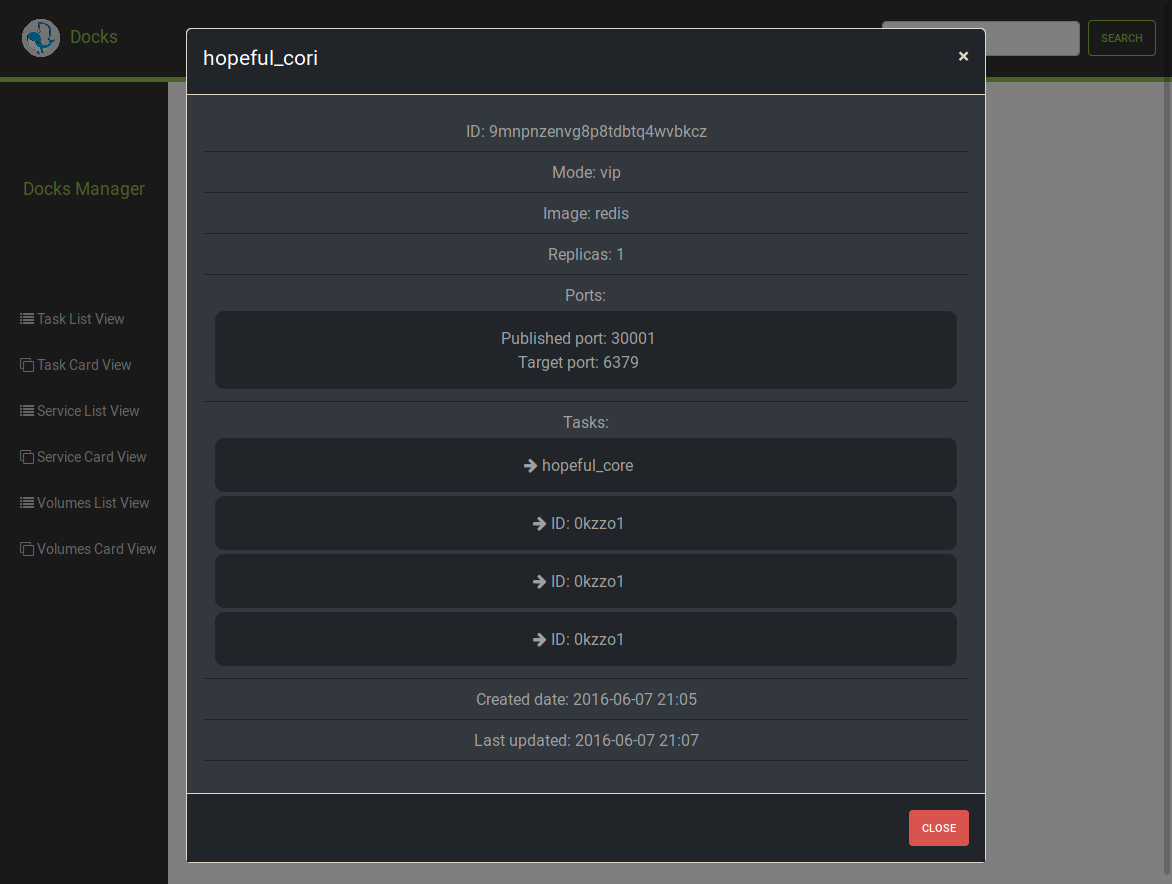 Docks
SEARCH
hopeful_cori
×
Docks Manager
Task List View
Task Card View
Service List View
Service Card View
Volumes List View
Volumes Card View
ID: 9mnpnzenvg8p8tdbtq4wvbkcz
Mode: vip
Image: redis
Replicas: 1
Ports:
Published port: 30001
Target port: 6379
Tasks:
hopeful_core
ID: 0kzzo1
ID: 0kzzo1
ID: 0kzzo1
Created date: 2016-06-07 21:05
Last updated: 2016-06-07 21:07
CLOSE